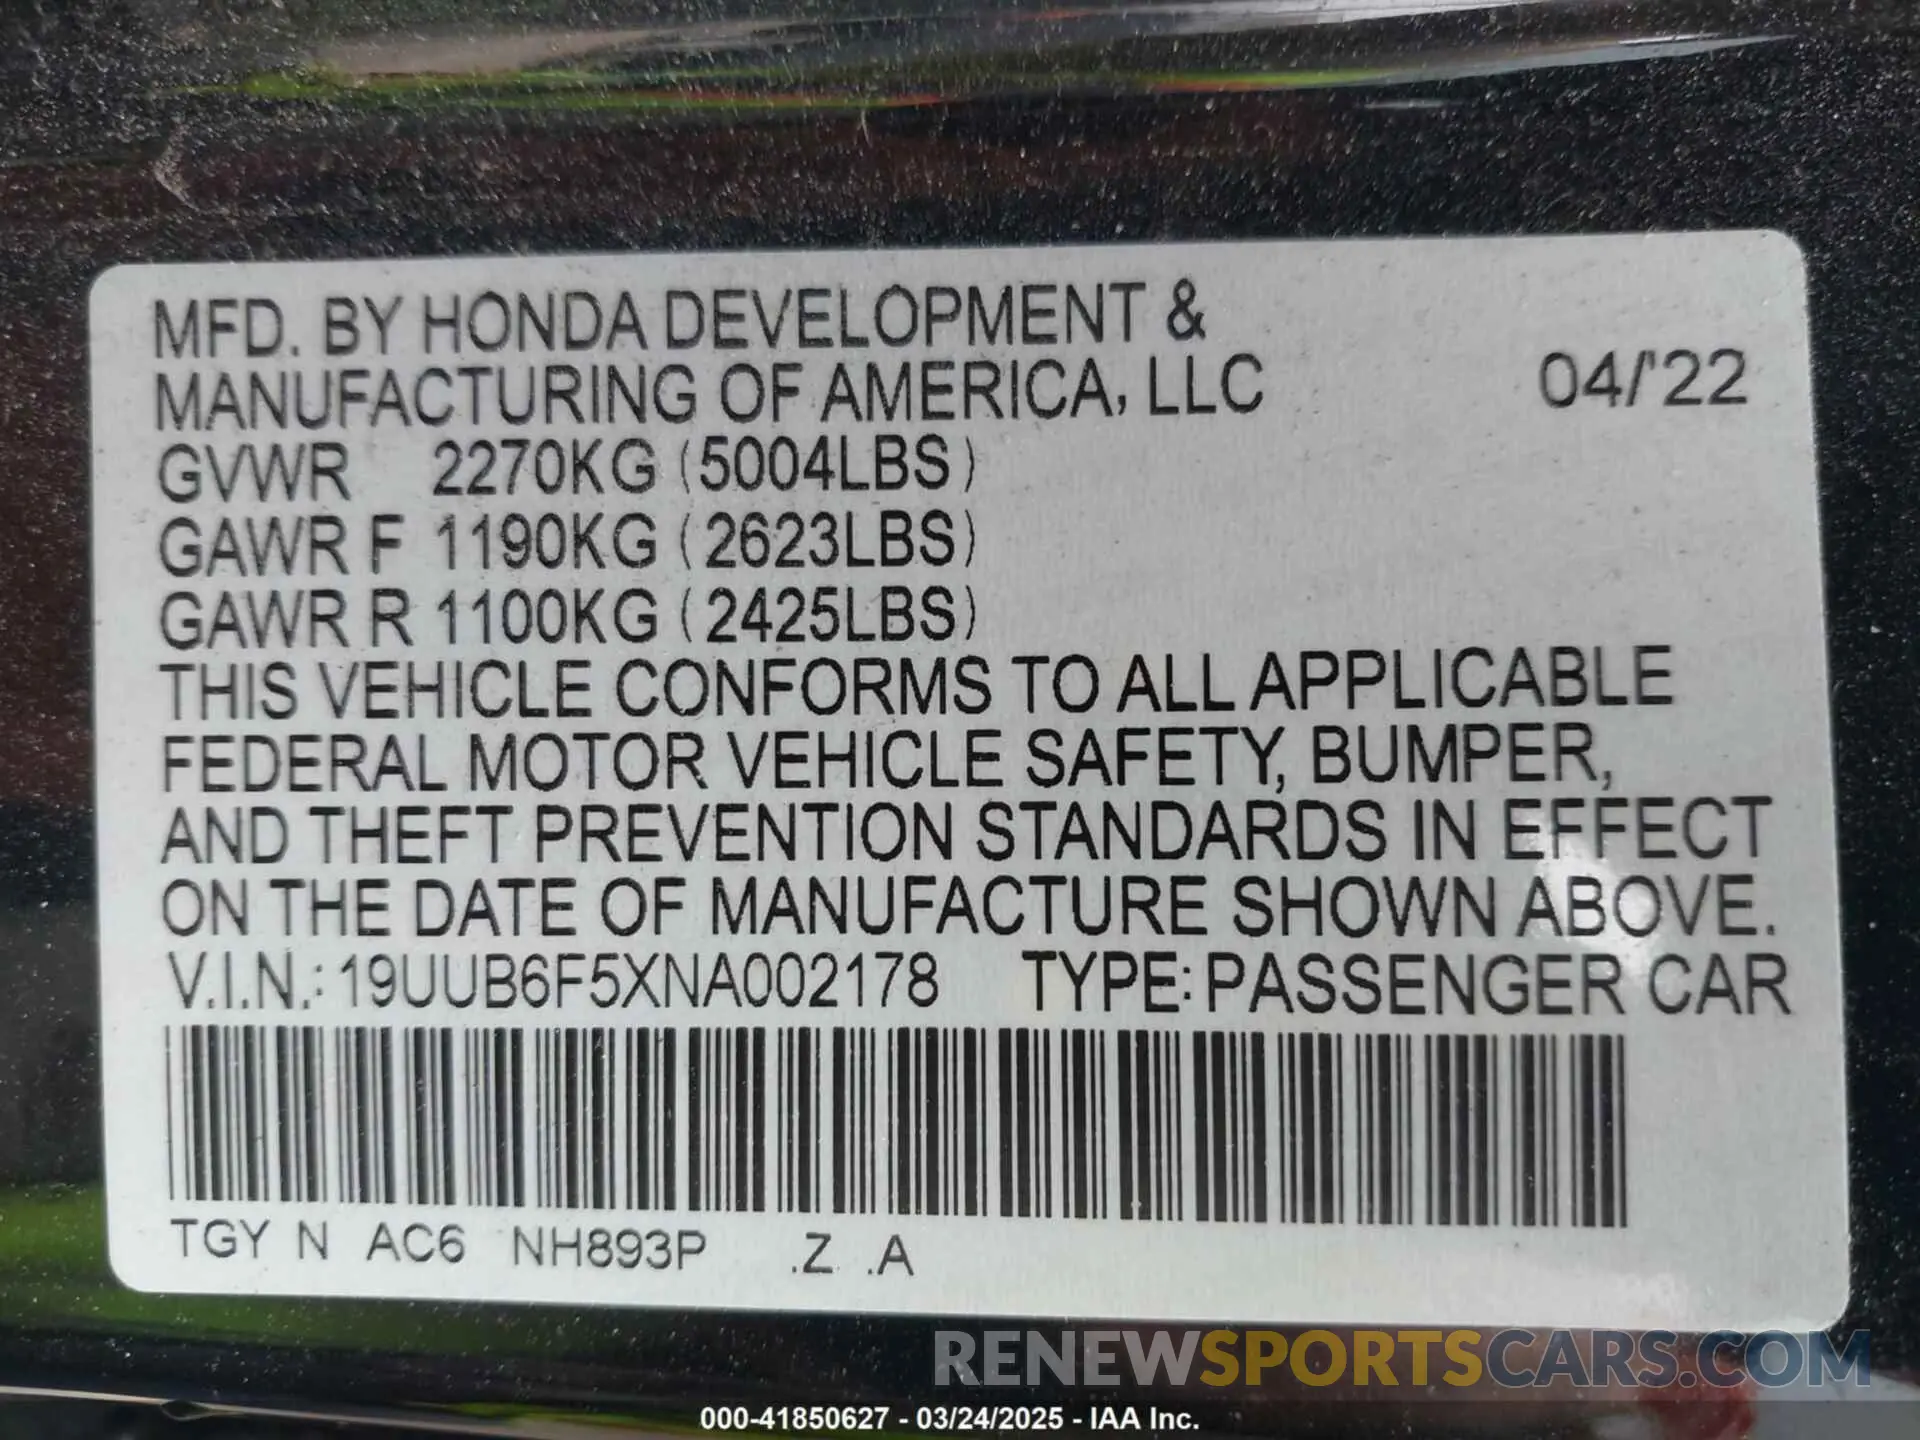 MFD. BY HONDA DEVELOPMENT &
MANUFACTURING OF AMERICA, LLC 04/'22
GVWR 2270KG (5004LBS)
GAWR F 1190KG (2623LBS)
GAWR R 1100KG (2425LBS)
THIS VEHICLE CONFORMS TO ALL APPLICABLE
FEDERAL MOTOR VEHICLE SAFETY, BUMPER,
AND THEFT PREVENTION STANDARDS IN EFFECT
ON THE DATE OF MANUFACTURE SHOWN ABOVE.
V.I.N.: 19UUB6F5XNA002178 TYPE: PASSENGER CAR
TGY N AC6 NH893P .Z .A
RENEWSPORTSCARS.COM
000-41850627 - 03/24/2025 - IAA Inc.